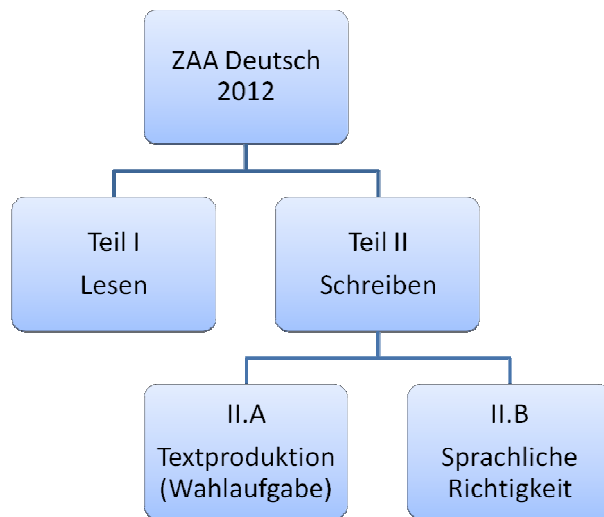 ZAA Deutsch
2012
Teil I
Lesen
Teil II
Schreiben
II.A
Textproduktion
(Wahlaufgabe)
II.B
Sprachliche
Richtigkeit